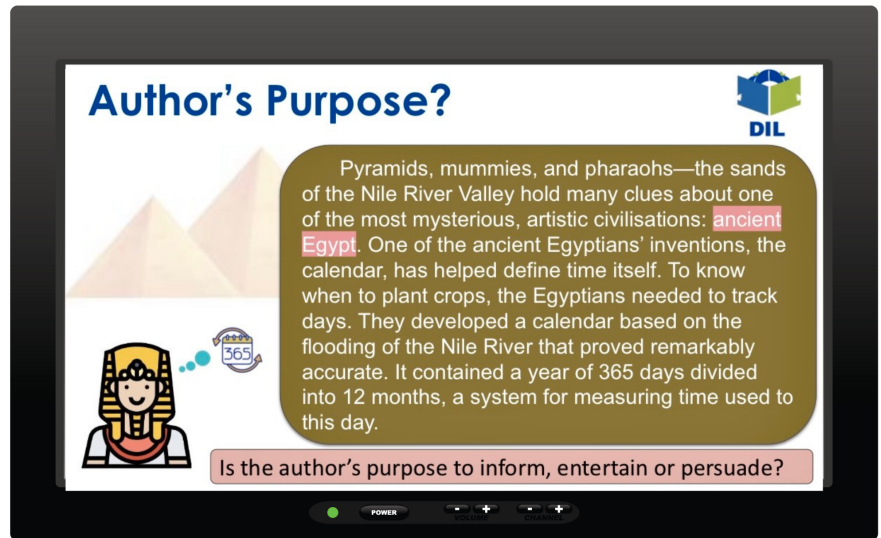 Author's Purpose?
DIL
Pyramids, mummies, and pharaohs—the sands
of the Nile River Valley hold many clues about one
of the most mysterious, artistic civilisations: ancient
Egypt. One of the ancient Egyptians' inventions, the
calendar, has helped define time itself. To know
when to plant crops, the Egyptians needed to track
days. They developed a calendar based on the
flooding of the Nile River that proved remarkably
accurate. It contained a year of 365 days divided
into 12 months, a system for measuring time used to
this day.
365
Is the author's purpose to inform, entertain or persuade?
POWER
- + - +
VOLUME CHANNEL